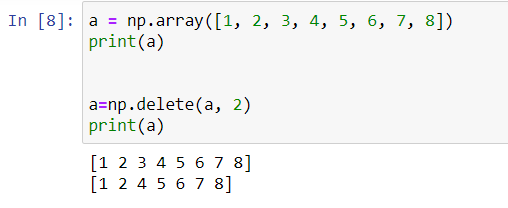 In [8]: a = np.array([1, 2, 3, 4, 5, 6, 7, 8])
print(a)
a=np.delete(a, 2)
print(a)
[1 2 3 4 5 6 7 8]
[1 2 4 5 6 7 8]